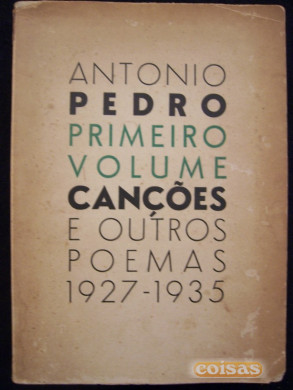 ANTONIO
PEDRO
PRIMEIRO
VOLUME
CANÇÕES
E OUTROS
POEMAS
1927-1935
coisas